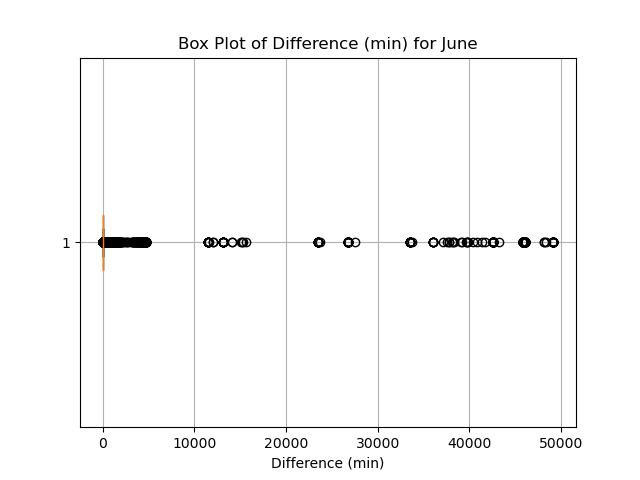 Box Plot of Difference (min) for June
1
0 10000 20000 30000 40000 50000
Difference (min)